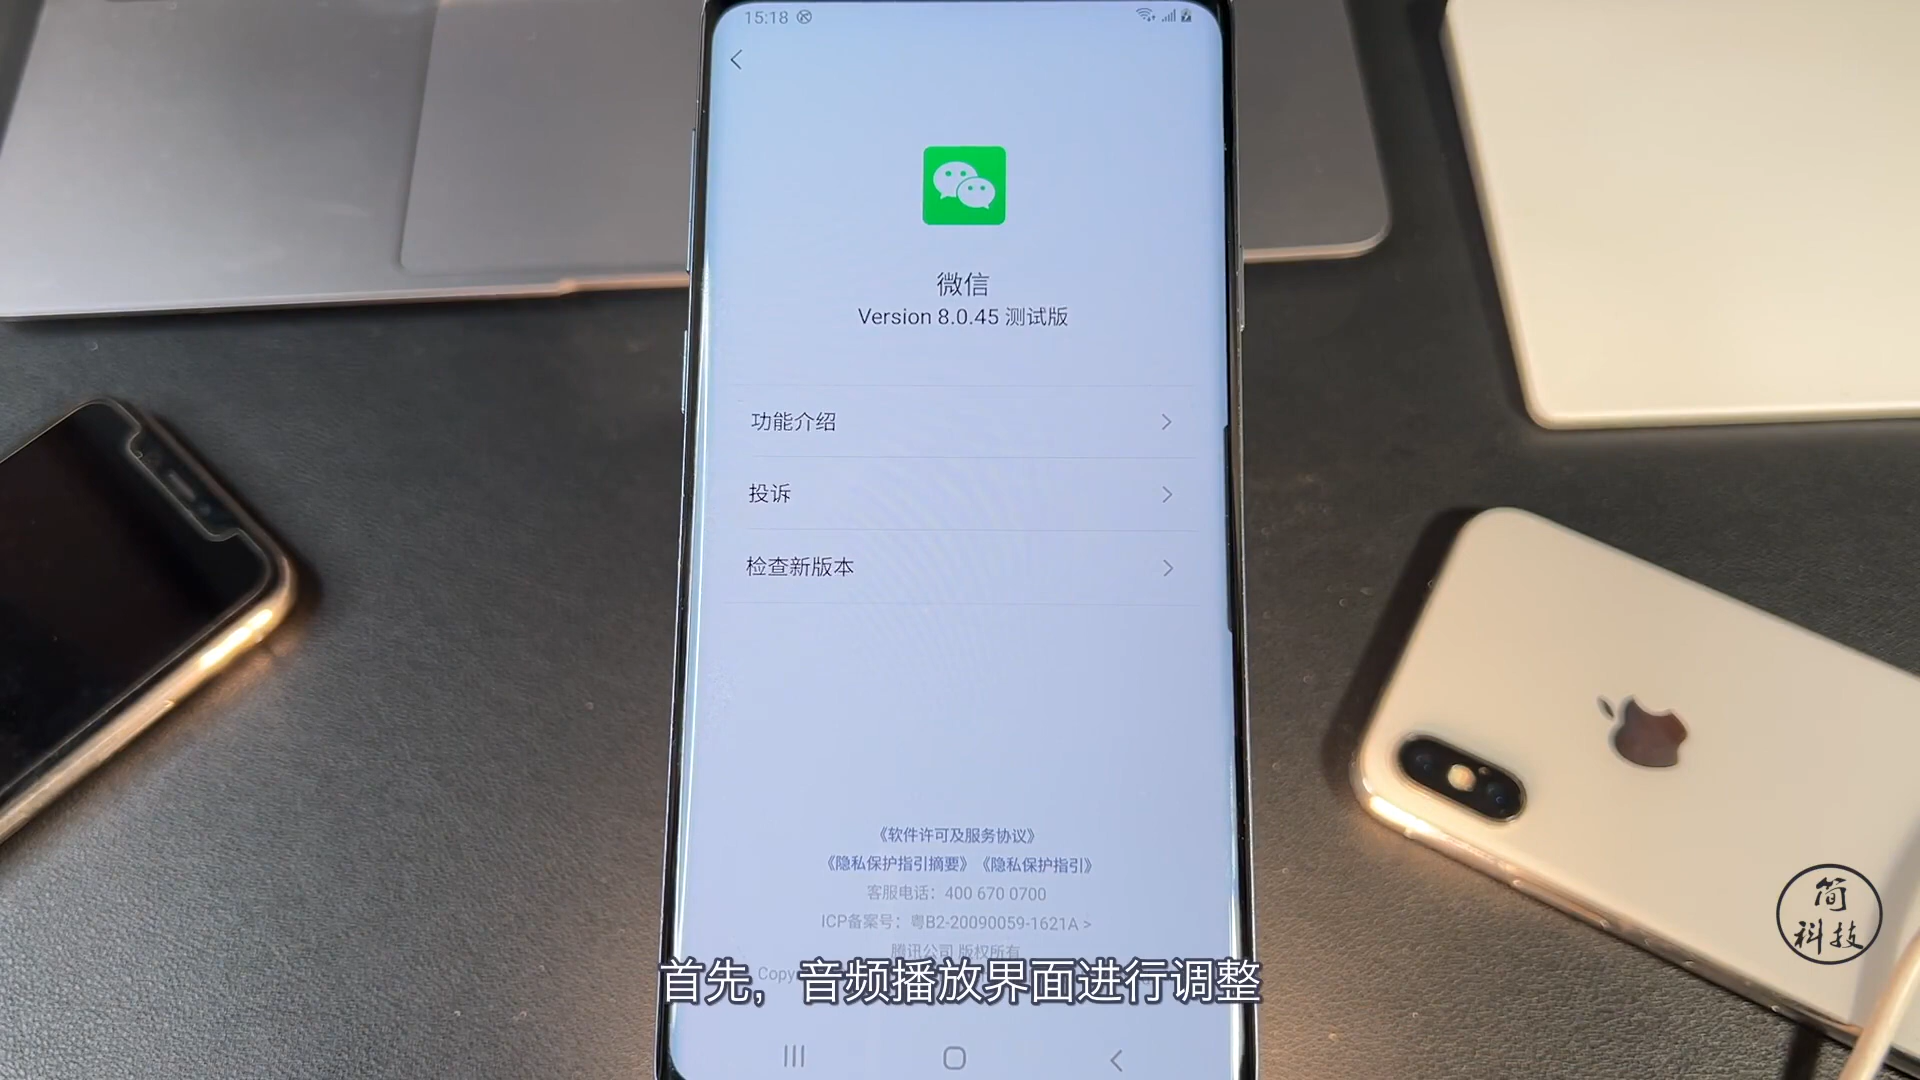 15:18
微信
Version 8.0.45 测试版
功能介绍
投诉
检查新版本
《软件许可及服务协议》
《隐私保护指引摘要》《隐私保护指引》
客服电话：400 670 0700
ICP备案号：粤B2-20090059-1621A >
腾讯公司 版权所有
首先，音频播放界面进行调整
简
科技